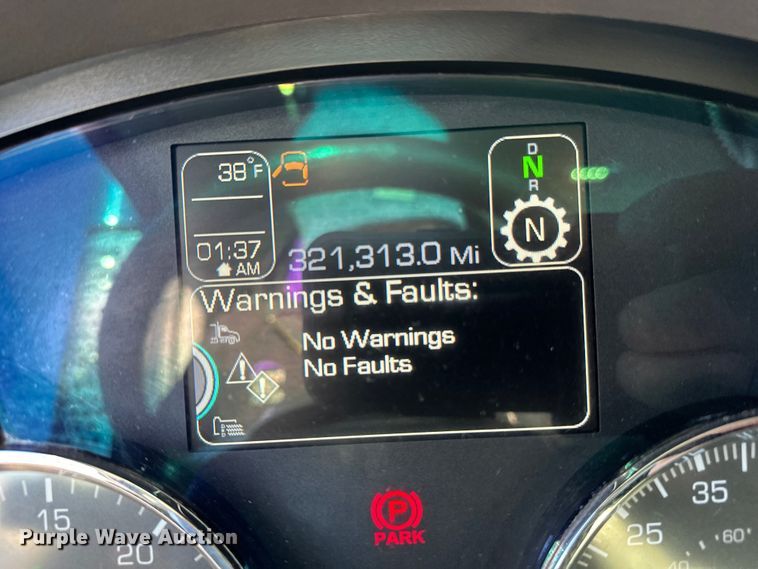 38°F
D
N
R
01:37
AM
321,313.0 Mi
N
Warnings & Faults:
No Warnings
No Faults
P
PARK
15
20
25
35
40
60
Purple Wave Auction